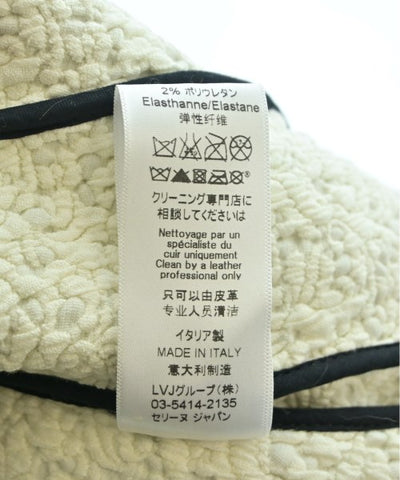 2% ポリウレタン
Elasthanne/Elastane
弹性纤维
クリーニング専門店に
相談してくださいは
Nettoyage par un
spécialiste du
cuir uniquement
Clean by a leather
professional only
只可以由皮革
专业人员清洁
イタリア製
MADE IN ITALY
意大利制造
LVJグループ(株)
03-5414-2135
セリーヌ ジャパン